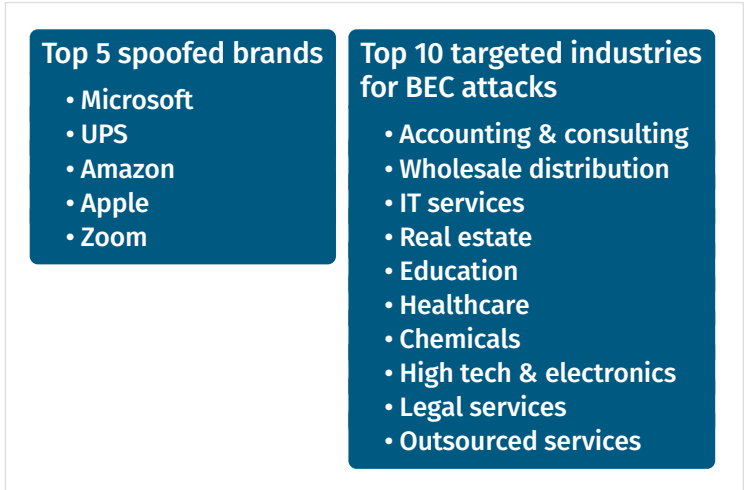 Top 5 spoofed brands
• Microsoft
• UPS
• Amazon
• Apple
• Zoom
Top 10 targeted industries
for BEC attacks
• Accounting & consulting
• Wholesale distribution
• IT services
• Real estate
• Education
• Healthcare
• Chemicals
• High tech & electronics
• Legal services
• Outsourced services